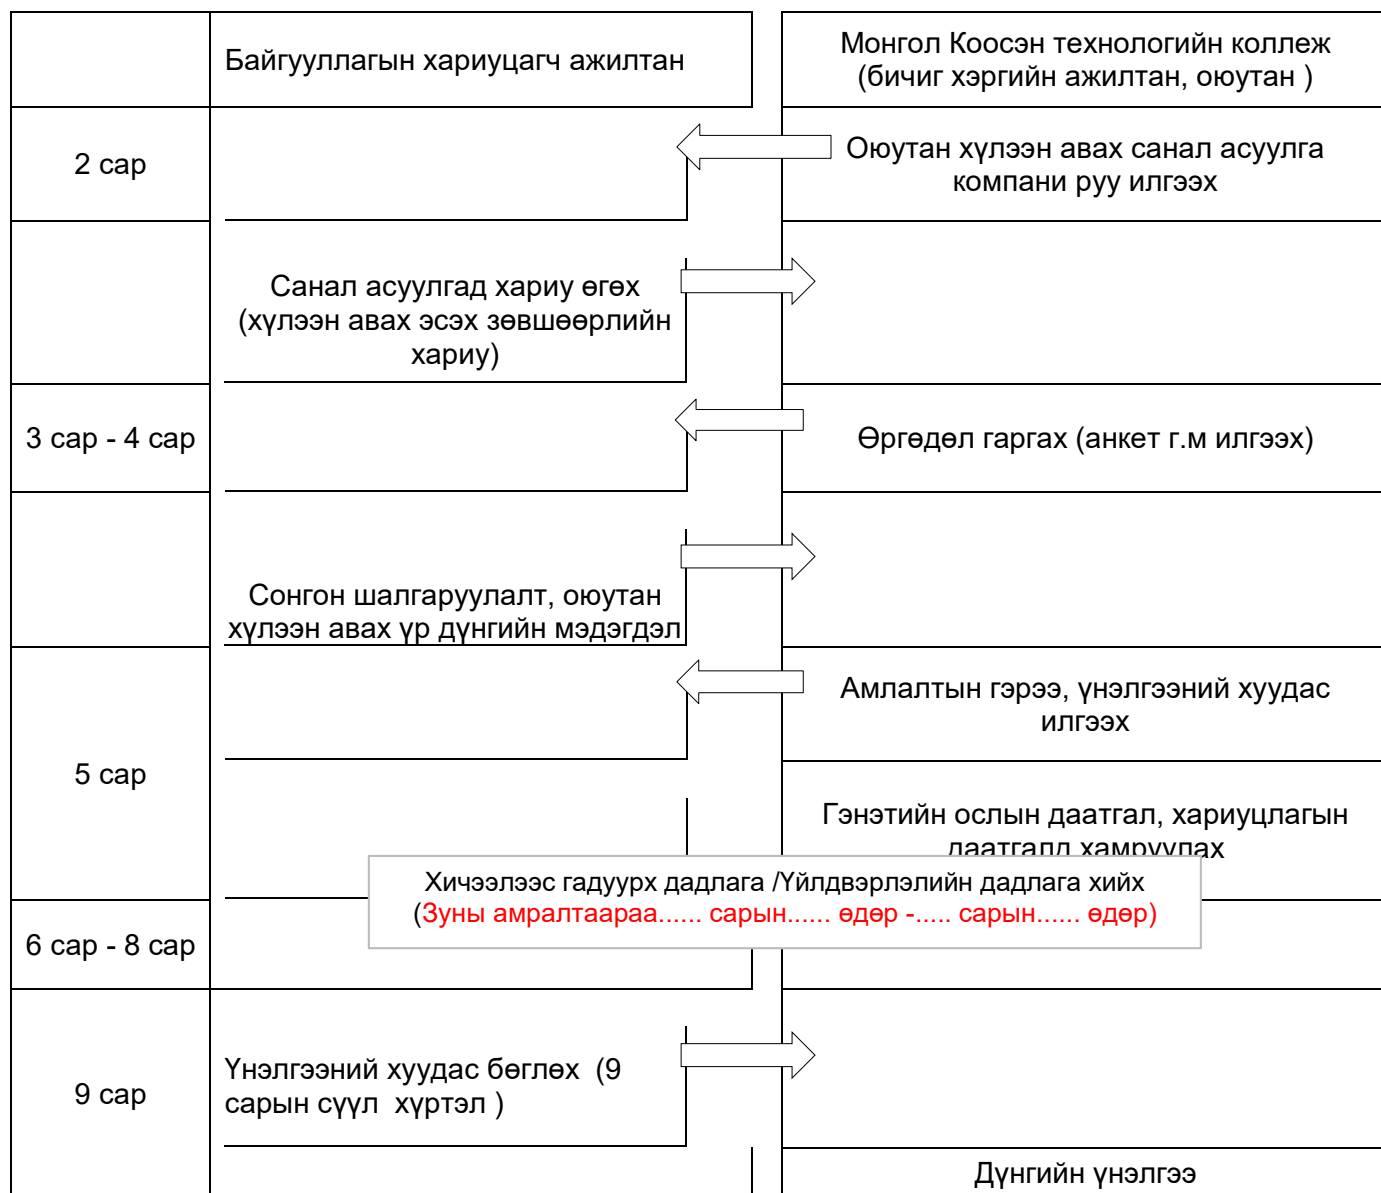 Байгууллагын хариуцагч ажилтан
Монгол Коосэн технологийн коллеж
(бичиг хэргийн ажилтан, оюутан )
2 сар
Оюутан хүлээн авах санал асуулга
компани руу илгээх
Санал асуулгад хариу өгөх
(хүлээн авах эсэх зөвшөөрлийн
хариу)
3 сар - 4 сар
Өргөдөл гаргах (анкет г.м илгээх)
Сонгон шалгаруулалт, оюутан
хүлээн авах үр дүнгийн мэдэгдэл
5 сар
Амлалтын гэрээ, үнэлгээний хуудас
илгээх
Гэнэтийн ослын даатгал, хариуцлагын
даатгалд хамруулах
Хичээлээс гадуурх дадлага /Үйлдвэрлэлийн дадлага хийх
(Зуны амралтаараа...... сарын...... өдөр -..... сарын...... өдөр)
6 сар - 8 сар
9 сар
Үнэлгээний хуудас бөглөх (9
сарын сүүл хүртэл )
Дүнгийн үнэлгээ